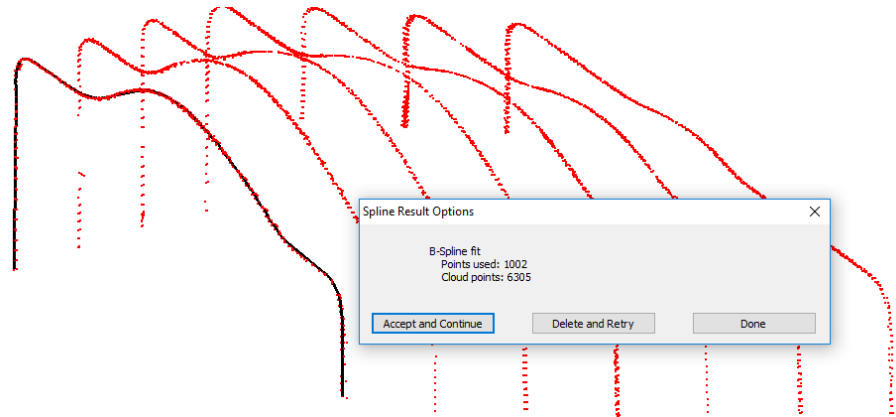 Spline Result Options
B-Spline fit
Points used: 1002
Cloud points: 6305
Accept and Continue
Delete and Retry
Done